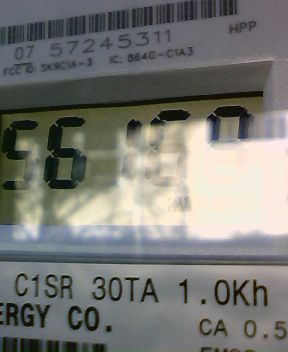 HPP
07 57245311
FCC ID: SK9C1A-3 IC: 864G-C1A3
C1SR 30TA 1.0Kh
ERGY CO.
CA 0.5